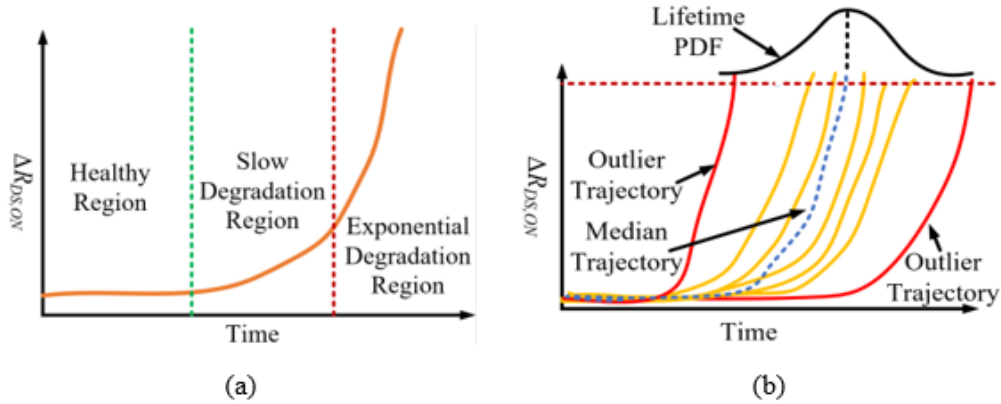 ΔR_DS,ON
Healthy
Region
Slow
Degradation
Region
Exponential
Degradation
Region
Time
(a)
Lifetime
PDF
ΔR_DS,ON
Outlier
Trajectory
Median
Trajectory
Outlier
Trajectory
Time
(b)